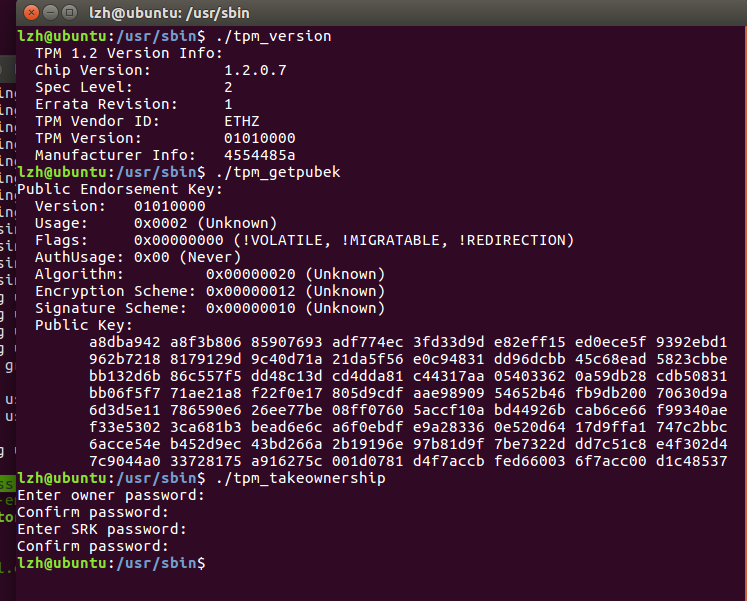 lzh@ubuntu: /usr/sbin
lzh@ubuntu:/usr/sbin$ ./tpm_version
TPM 1.2 Version Info:
Chip Version: 1.2.0.7
Spec Level: 2
Errata Revision: 1
TPM Vendor ID: ETHZ
TPM Version: 01010000
Manufacturer Info: 4554485a
lzh@ubuntu:/usr/sbin$ ./tpm_getpubek
Public Endorsement Key:
Version: 01010000
Usage: 0x0002 (Unknown)
Flags: 0x00000000 (!VOLATILE, !MIGRATABLE, !REDIRECTION)
AuthUsage: 0x00 (Never)
Algorithm: 0x00000020 (Unknown)
Encryption Scheme: 0x00000012 (Unknown)
Signature Scheme: 0x00000010 (Unknown)
Public Key:
a8dba942 a8f3b806 85907693 adf774ec 3fd33d9d e82eff15 ed0ece5f 9392ebd1
962b7218 8179129d 9c40d71a 21da5f56 e0c94831 dd96dcbb 45c68ead 5823cbbe
bb132d6b 86c557f5 dd48c13d cd4dda81 c44317aa 05403362 0a59db28 cdb50831
bb06f5f7 71ae21a8 f22f0e17 805d9cdf aae98909 54652b46 fb9db200 70630d9a
6d3d5e11 786590e6 26ee77be 08ff0760 5accf10a bd44926b cab6ce66 f99340ae
f33e5302 3ca681b3 bead6e6c a6f0ebdf e9a28336 0e520d64 17d9ffa1 747c2bbc
6acce54e b452d9ec 43bd266a 2b19196e 97b81d9f 7be7322d dd7c51c8 e4f302d4
7c9044a0 33728175 a916275c 001d0781 d4f7accb fed66003 6f7acc00 d1c48537
lzh@ubuntu:/usr/sbin$ ./tpm_takeownership
Enter owner password:
Confirm password:
Enter SRK password:
Confirm password:
lzh@ubuntu:/usr/sbin$